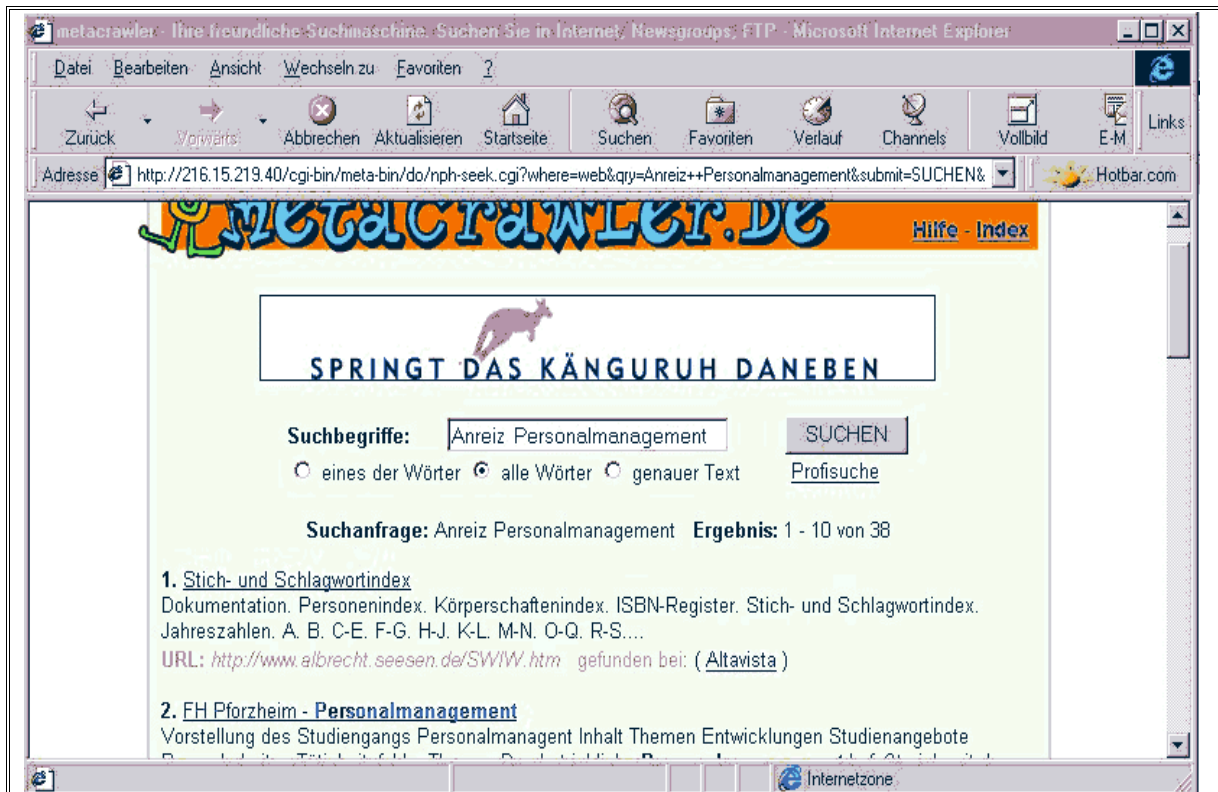 metacrawler - Ihre freundliche Suchmaschine. Suchen Sie in Internet, Newsgroups, FTP - Microsoft Internet Explorer
Datei Bearbeiten Ansicht Wechseln zu Favoriten ?
Zurück Vorwärts Abbrechen Aktualisieren Startseite Suchen Favoriten Verlauf Channels Vollbild E-M Links
Adresse http://216.15.219.40/cgi-bin/meta-bin/do/nph-seek.cgi?where=web&qry=Anreiz++Personalmanagement&submit=SUCHEN& Hotbar.com
metacrawler.de
Hilfe - Index
SPRINGT DAS KÄNGURUH DANEBEN
Suchbegriffe: Anreiz Personalmanagement SUCHEN
eines der Wörter alle Wörter genauer Text Profisuche
Suchanfrage: Anreiz Personalmanagement Ergebnis: 1 - 10 von 38
1. Stich- und Schlagwortindex
Dokumentation. Personenindex. Körperschaftenindex. ISBN-Register. Stich- und Schlagwortindex.
Jahreszahlen. A. B. C-E. F-G. H-J. K-L. M-N. O-Q. R-S....
URL: http://www.albrecht.seesen.de/SWIW.htm gefunden bei: ( Altavista )
2. FH Pforzheim - Personalmanagement
Vorstellung des Studiengangs Personalmanagent Inhalt Themen Entwicklungen Studienangebote
Internetzone